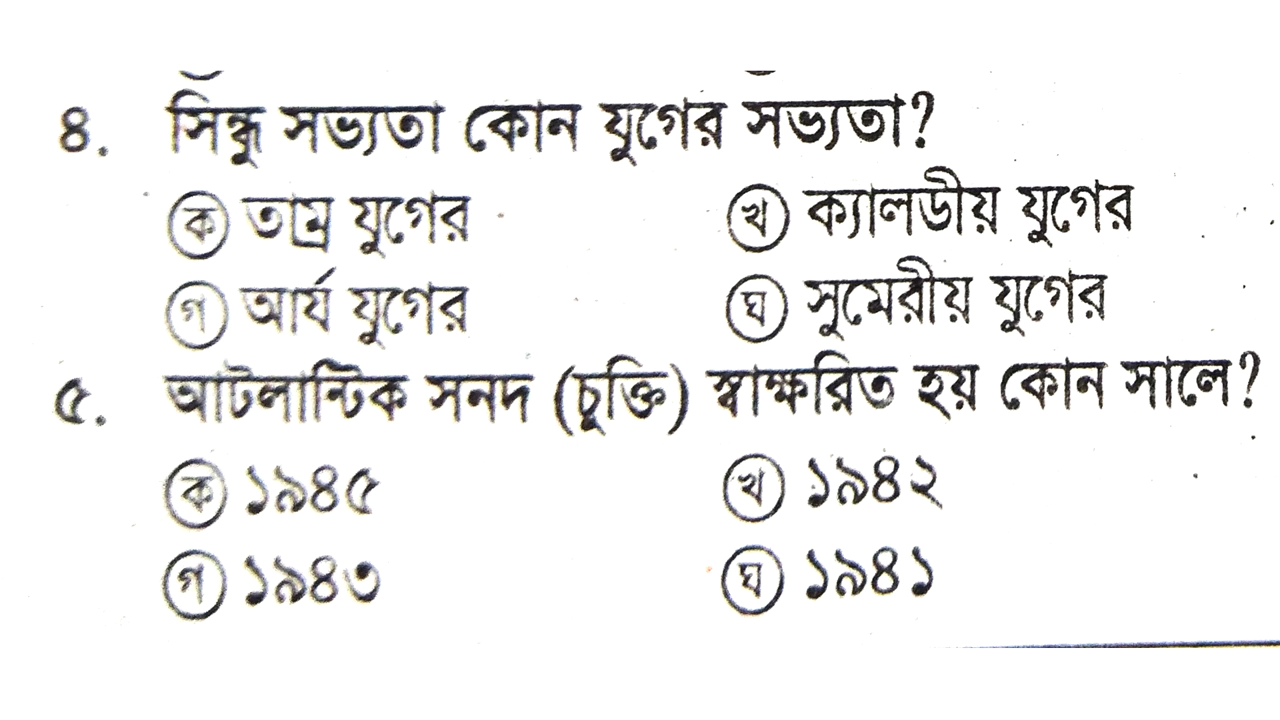 ৪. সিন্ধু সভ্যতা কোন যুগের সভ্যতা?
ক তাম্র যুগের খ ক্যালডীয় যুগের
গ আর্য যুগের ঘ সুমেরীয় যুগের
৫. আটলান্টিক সনদ (চুক্তি) স্বাক্ষরিত হয় কোন সালে?
ক ১৯৪৫ খ ১৯৪২
গ ১৯৪৩ ঘ ১৯৪১